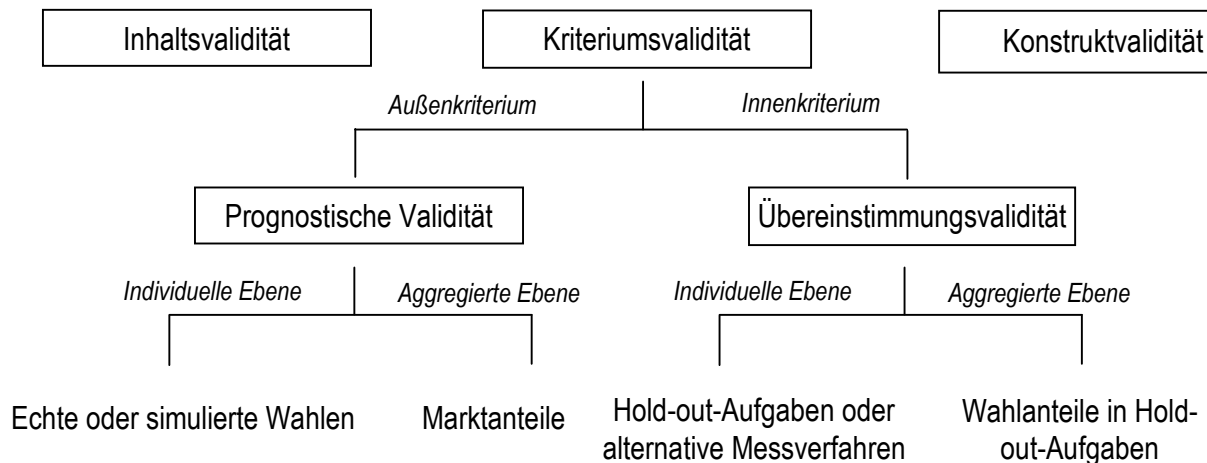 Inhaltsvalidität
Kriteriumsvalidität
Konstruktvalidität
Außenkriterium
Innenkriterium
Prognostische Validität
Übereinstimmungsvalidität
Individuelle Ebene
Aggregierte Ebene
Individuelle Ebene
Aggregierte Ebene
Echte oder simulierte Wahlen
Marktanteile
Hold-out-Aufgaben oder
alternative Messverfahren
Wahlanteile in Hold-
out-Aufgaben